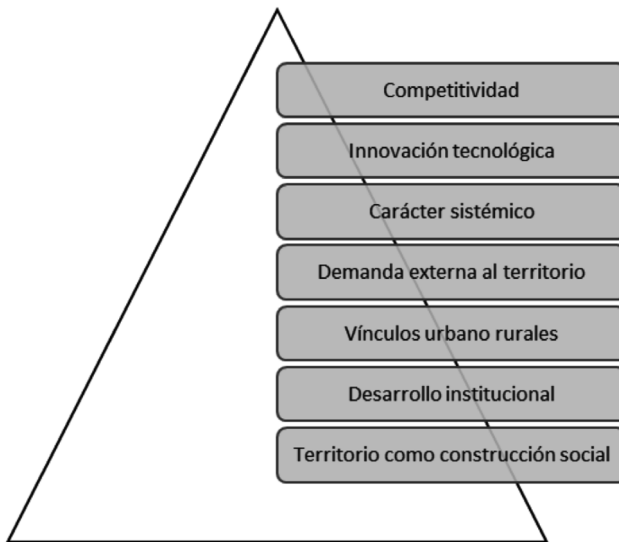 Competitividad
Innovación tecnológica
Carácter sistémico
Demanda externa al territorio
Vínculos urbano rurales
Desarrollo institucional
Territorio como construcción social